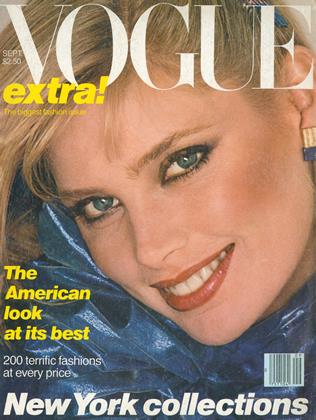 VOGUE
SEPT.
$2.50
extra!
The biggest fashion issue
The
American
look
at its best
200 terrific fashions
at every price
New York collections